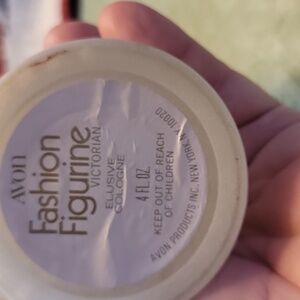 AVON
Fashion
Figurine
VICTORIAN
ELUSIVE
COLOGNE
4 FL. OZ.
KEEP OUT OF REACH
OF CHILDREN
AVON PRODUCTS INC. NEW YORK, N.Y. 10020